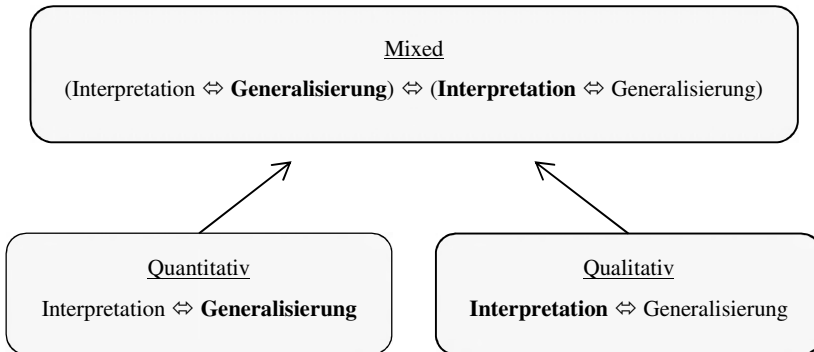 Mixed
(Interpretation ⇔ Generalisierung) ⇔ (Interpretation ⇔ Generalisierung)
Quantitativ
Interpretation ⇔ Generalisierung
Qualitativ
Interpretation ⇔ Generalisierung